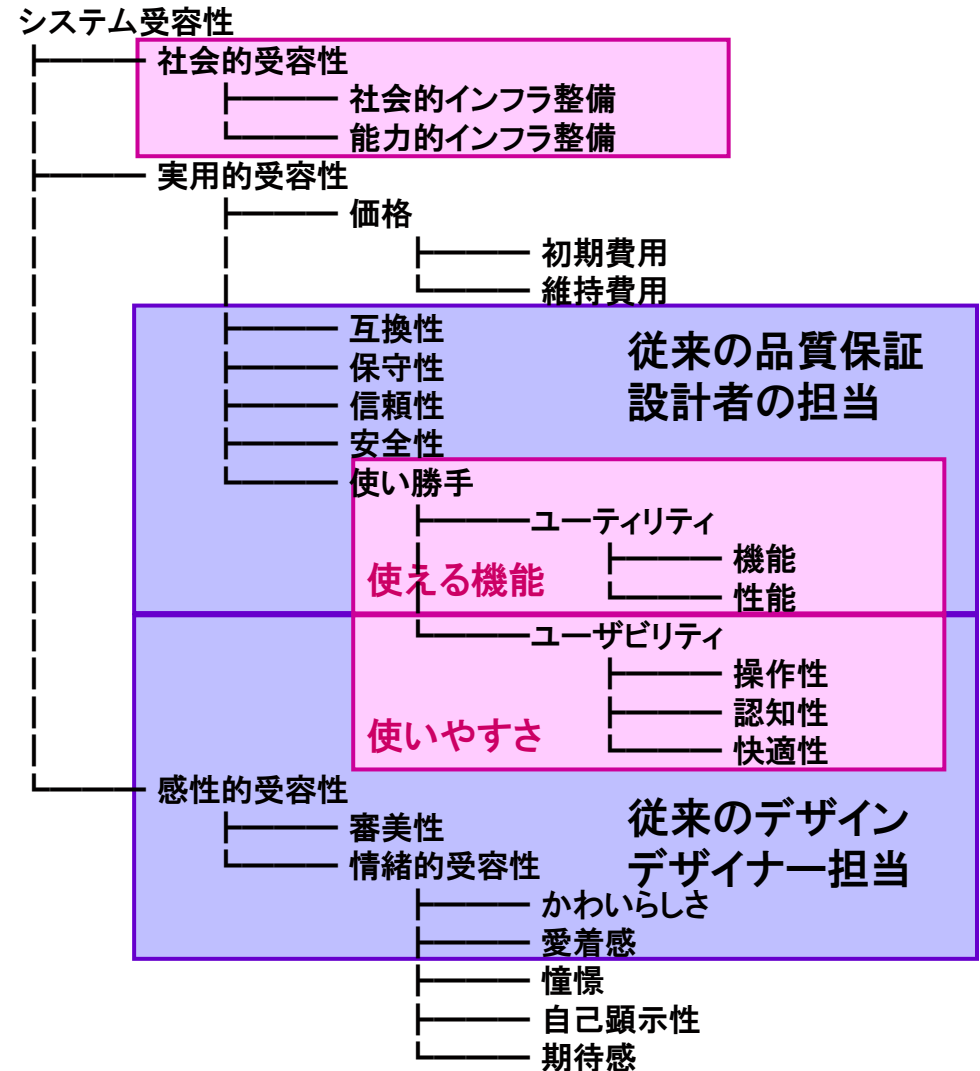 システム受容性
社会的受容性
社会的インフラ整備
能力的インフラ整備
実用的受容性
価格
初期費用
維持費用
互換性
従来の品質保証
保守性
設計者の担当
信頼性
安全性
使い勝手
ユーティリティ
機能
使える機能
性能
ユーザビリティ
操作性
認知性
使いやすさ
快適性
感性的受容性
従来のデザイン
審美性
情緒的受容性
デザイナー担当
かわいらしさ
愛着感
憧憬
自己顕示性
期待感